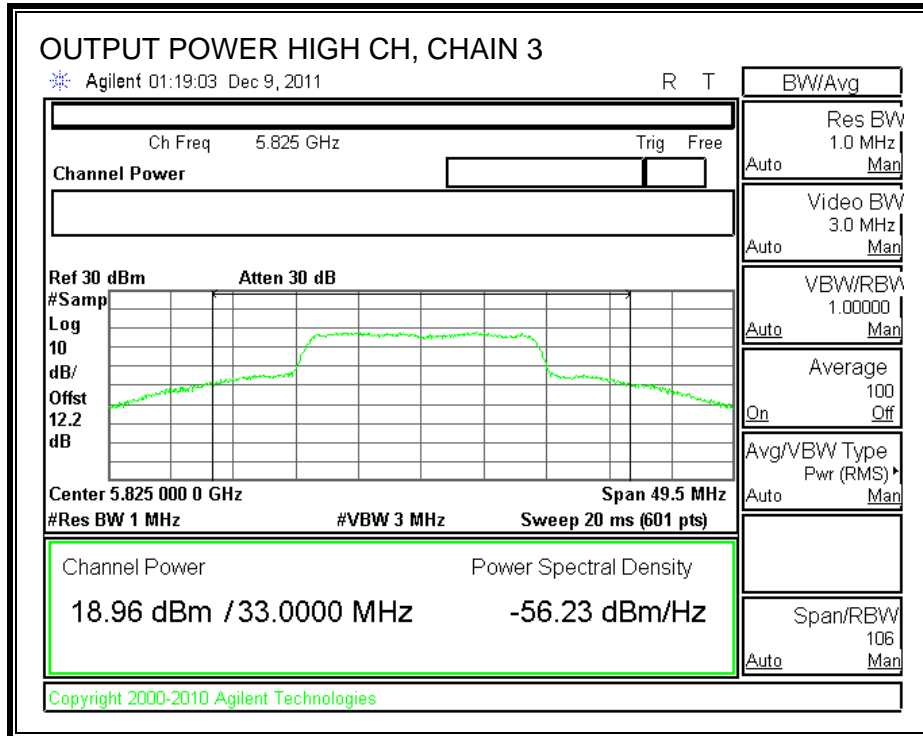 OUTPUT POWER HIGH CH, CHAIN 3
Agilent 01:19:03 Dec 9, 2011 R T
Ch Freq 5.825 GHz Trig Free
Channel Power
Ref 30 dBm Atten 30 dB
#Samp
Log
10
dB/
Offst
12.2
dB
Center 5.825 000 0 GHz Span 49.5 MHz
#Res BW 1 MHz #VBW 3 MHz Sweep 20 ms (601 pts)
Channel Power Power Spectral Density
18.96 dBm / 33.0000 MHz -56.23 dBm/Hz
Copyright 2000-2010 Agilent Technologies
BW/Avg
Res BW
1.0 MHz
Auto Man
Video BW
3.0 MHz
Auto Man
VBW/RBW
1.00000
Auto Man
Average
100
On Off
Avg/VBW Type
Pwr (RMS)
Auto Man
Span/RBW
106
Auto Man